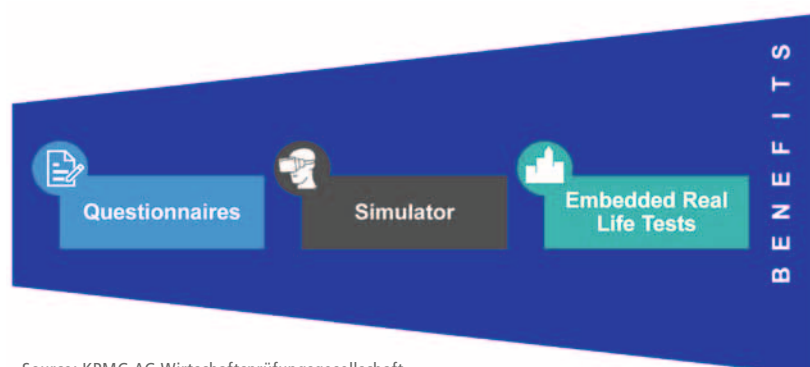 Questionnaires
Simulator
Embedded Real
Life Tests
BENEFITS
Source: KPMG AG Wirtschaftsprüfungsgesellschaft